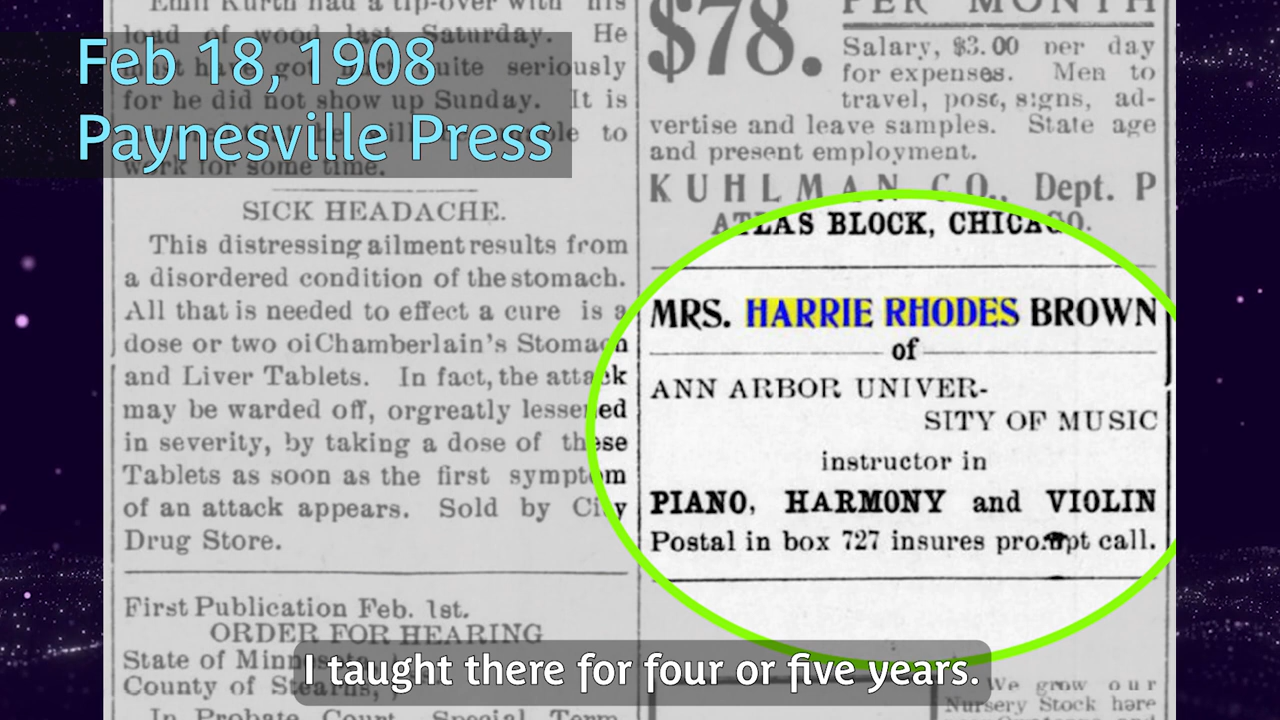 Feb 18, 1908
Paynesville Press
Emil Kurth had a tip-over with his
load of wood last Saturday. He
must have got hurt quite seriously
for he did not show up Sunday. It is
to
work for some time.
SICK HEADACHE.
This distressing ailment results from
a disordered condition of the stomach.
All that is needed to effect a cure is a
dose or two oi Chamberlain's Stomach
and Liver Tablets. In fact, the attack
may be warded off, orgreatly lessened
in severity, by taking a dose of these
Tablets as soon as the first symptom
of an attack appears. Sold by City
Drug Store.
First Publication Feb. 1st.
ORDER FOR HEARING
State of Minnesota,
County of Stearns,
In Probate Court. Special Term
$78. PER MONTH
Salary, $3.00 per day
for expenses. Men to
travel, post, signs, ad-
vertise and leave samples. State age
and present employment.
KUHLMAN CO., Dept. P
ATLAS BLOCK, CHICAGO.
MRS. HARRIE RHODES BROWN
of
ANN ARBOR UNIVER-
SITY OF MUSIC
instructor in
PIANO, HARMONY and VIOLIN
Postal in box 727 insures prompt call.
We grow our
Nursery Stock here
I taught there for four or five years.